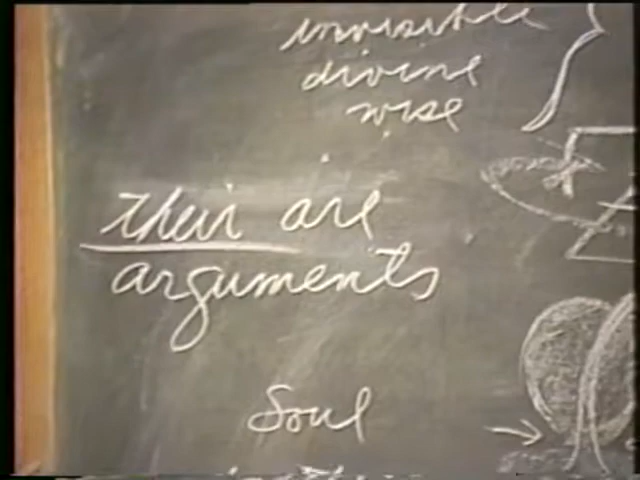 invisible
divine
wise
their are
arguments
Soul